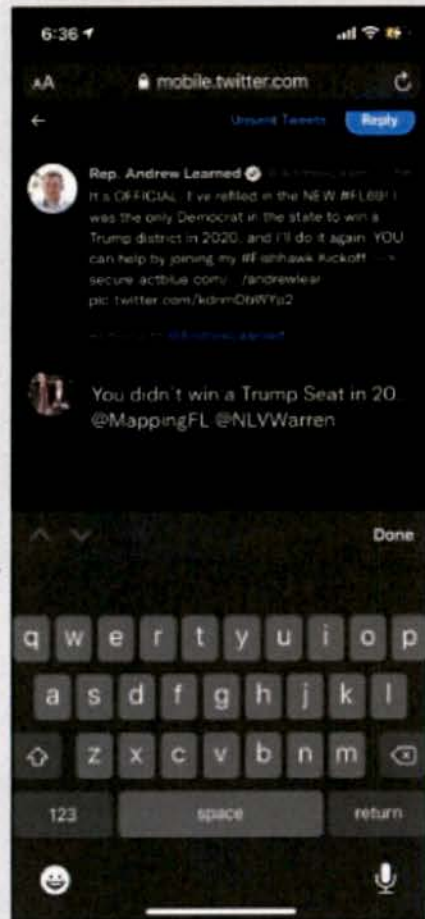 6:36
AA mobile.twitter.com
Unsent Tweets Reply
Rep. Andrew Learned
It's OFFICIAL. I've refiled in the NEW #FL69! I
was the only Democrat in the state to win a
Trump district in 2020, and I'll do it again. YOU
can help by joining my #Fishhawk Kickoff
secure.actblue.com/.../andrewlear
pic.twitter.com/kdnmDbWYp2
You didn't win a Trump Seat in 20
@MappingFL @NLVWarren
Done
q w e r t y u i o p
a s d f g h j k l
z x c v b n m
123 space return